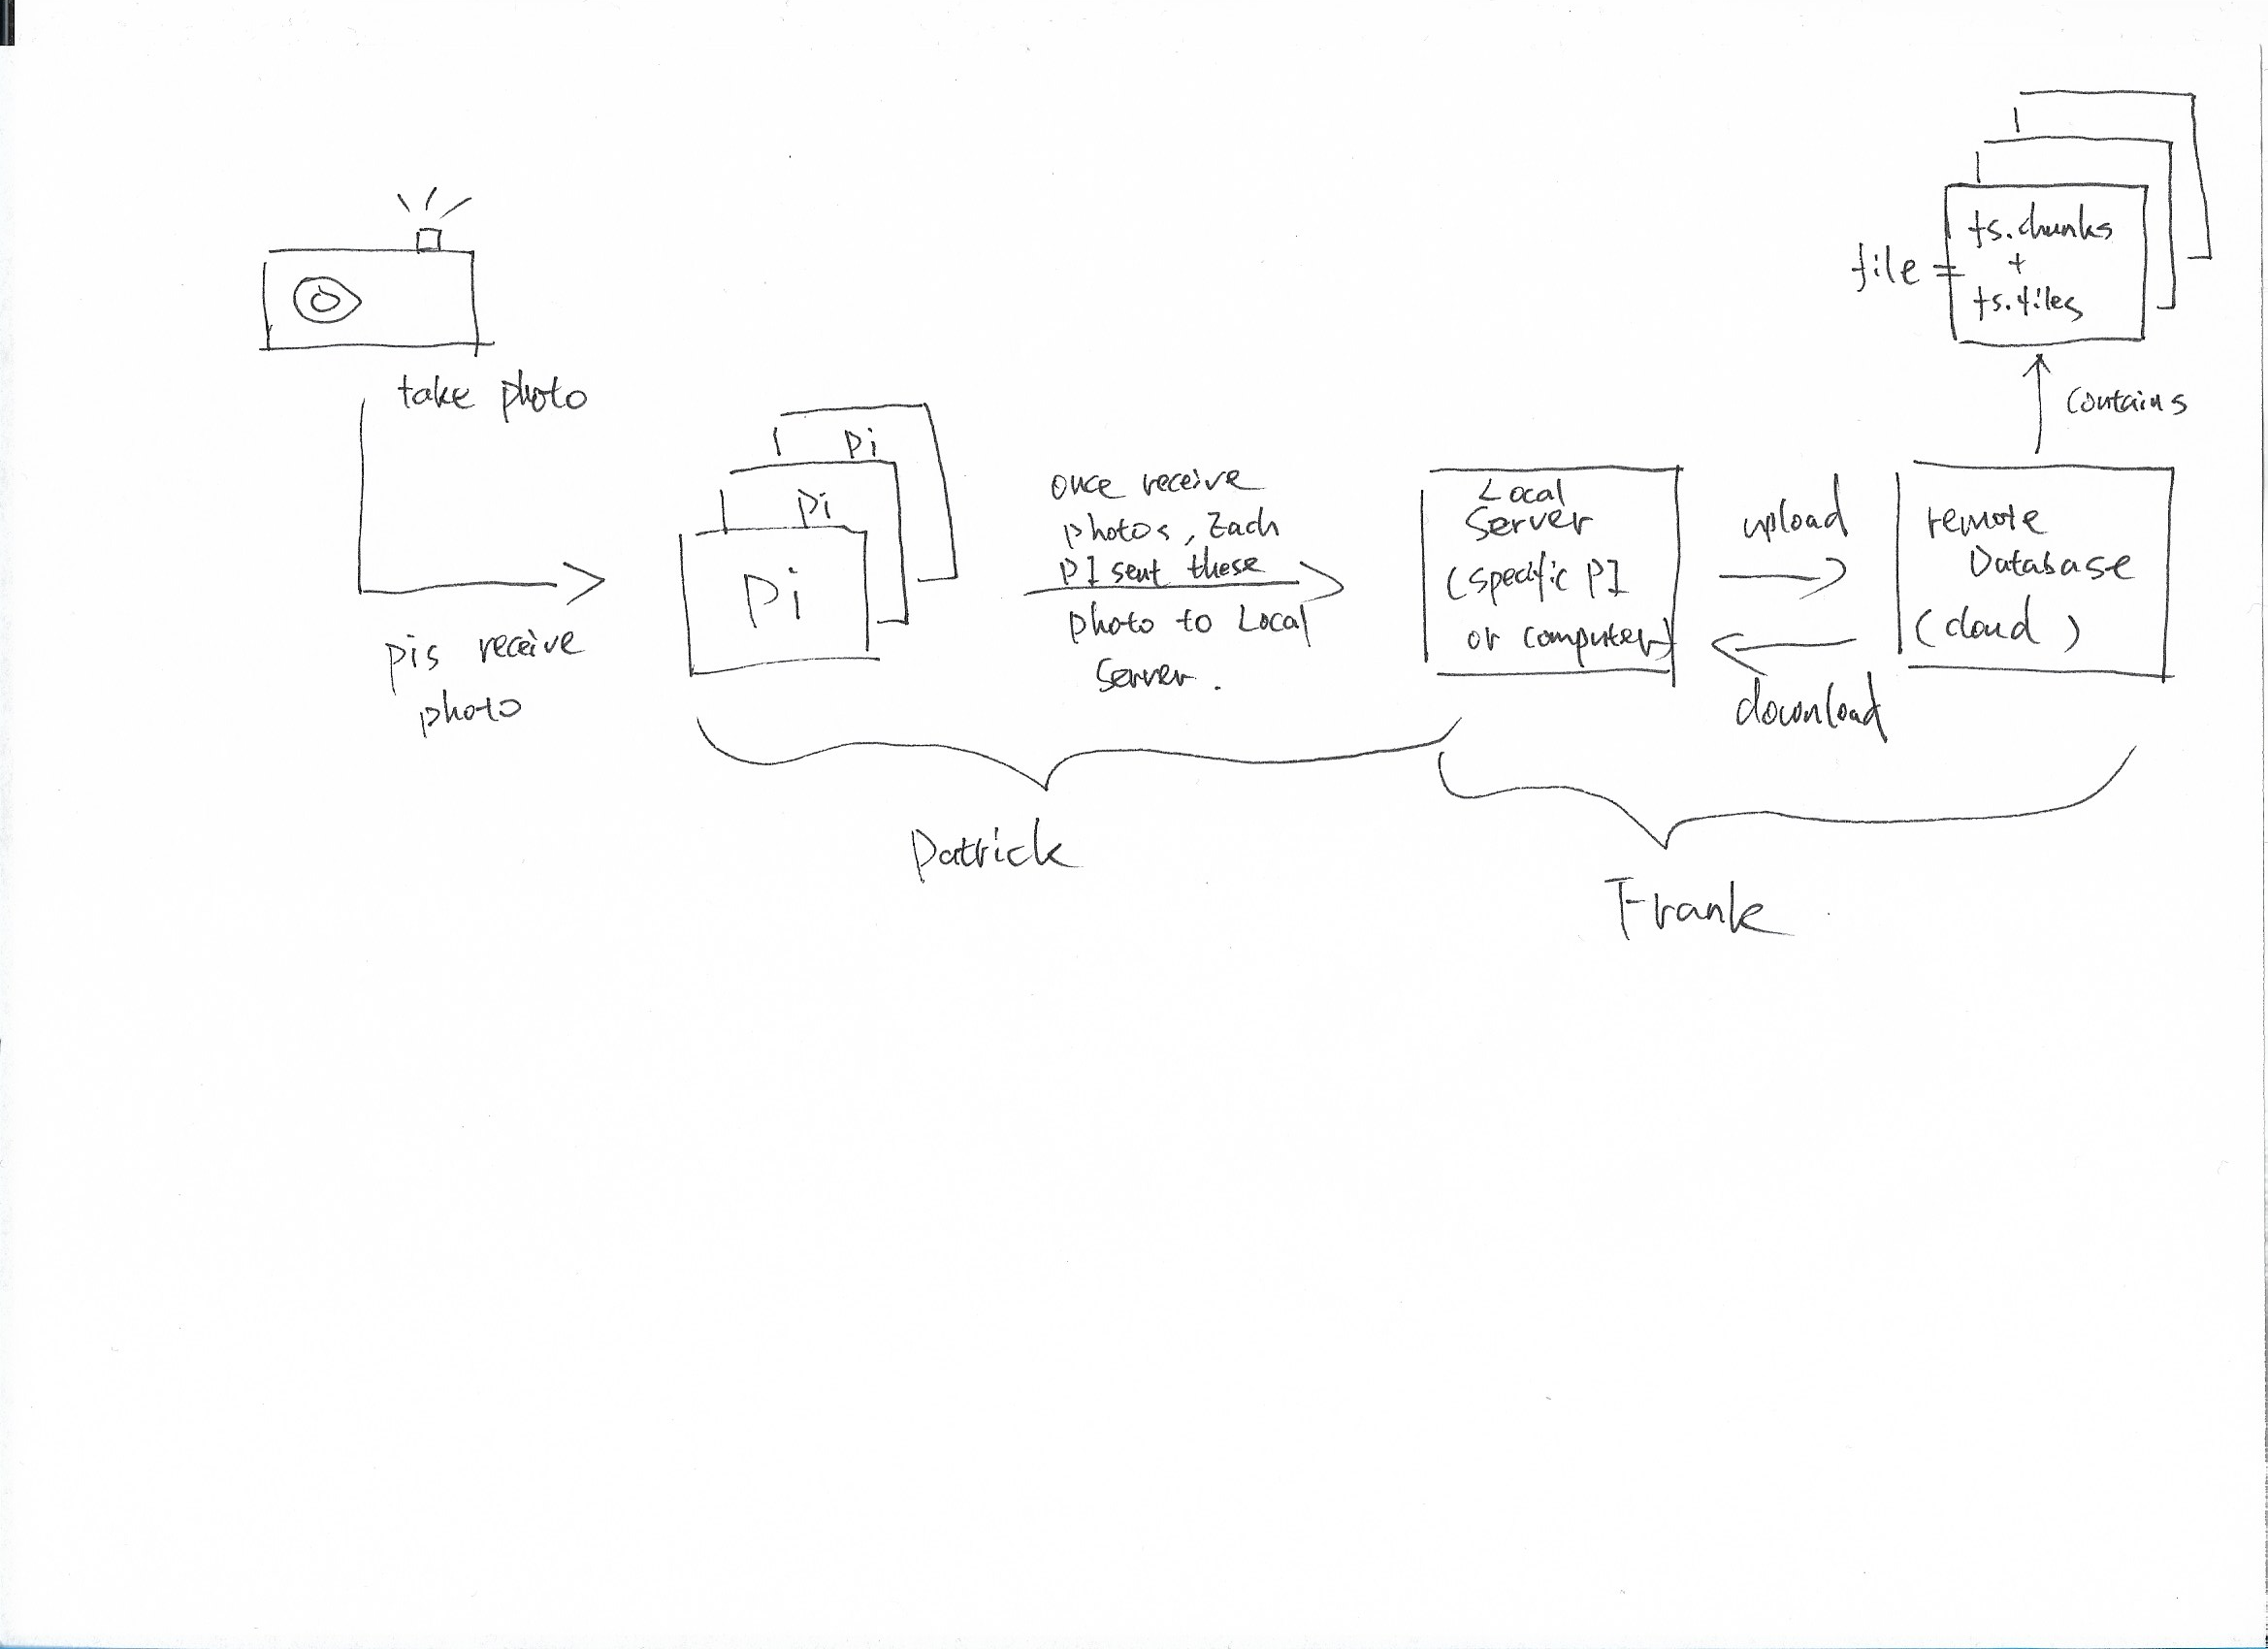 take photo
pis receive
photo
pi
pi
pi
once receive
photos, Each
PI sent these
photo to Local
Server.
Local
Server
(specific PI
or computer)
upload
download
remote
Database
(cloud)
contains
file =
fs.chunks
+
fs.files
Patrick
Frank